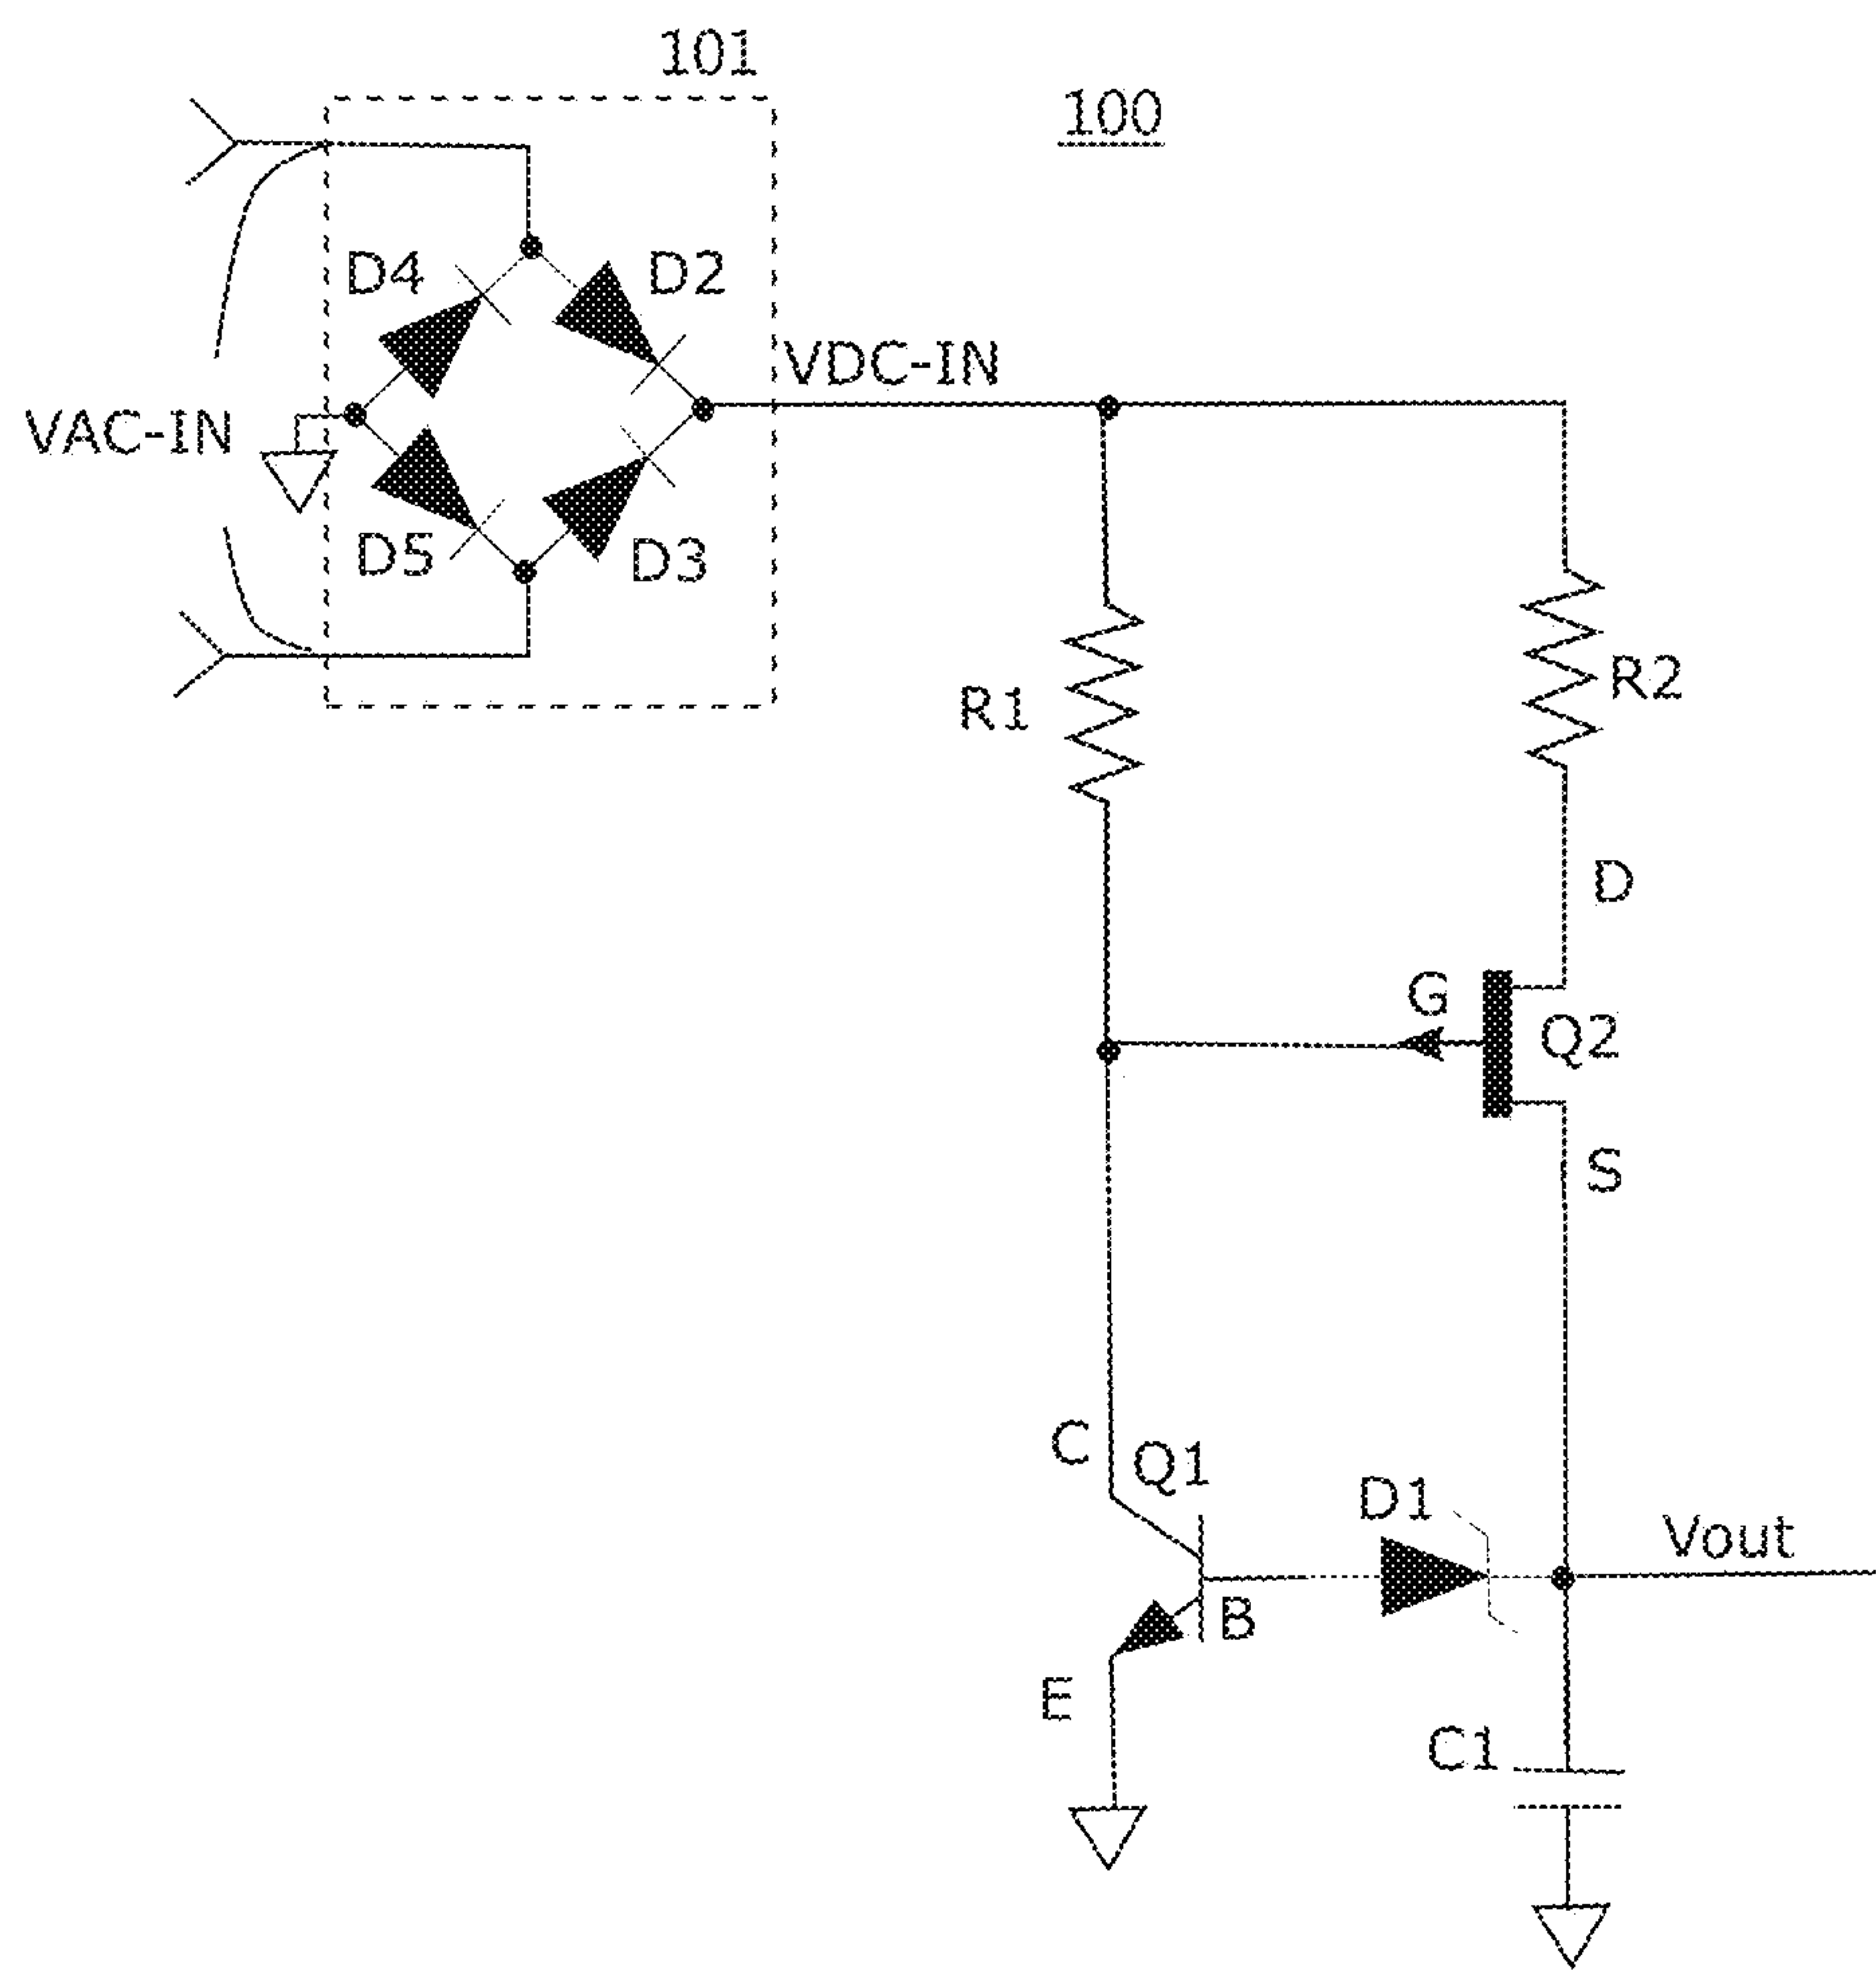 101
100
D4
D2
VDC-IN
VAC-IN
D5
D3
R1
R2
D
G
Q2
S
C
Q1
D1
Vout
B
E
C1